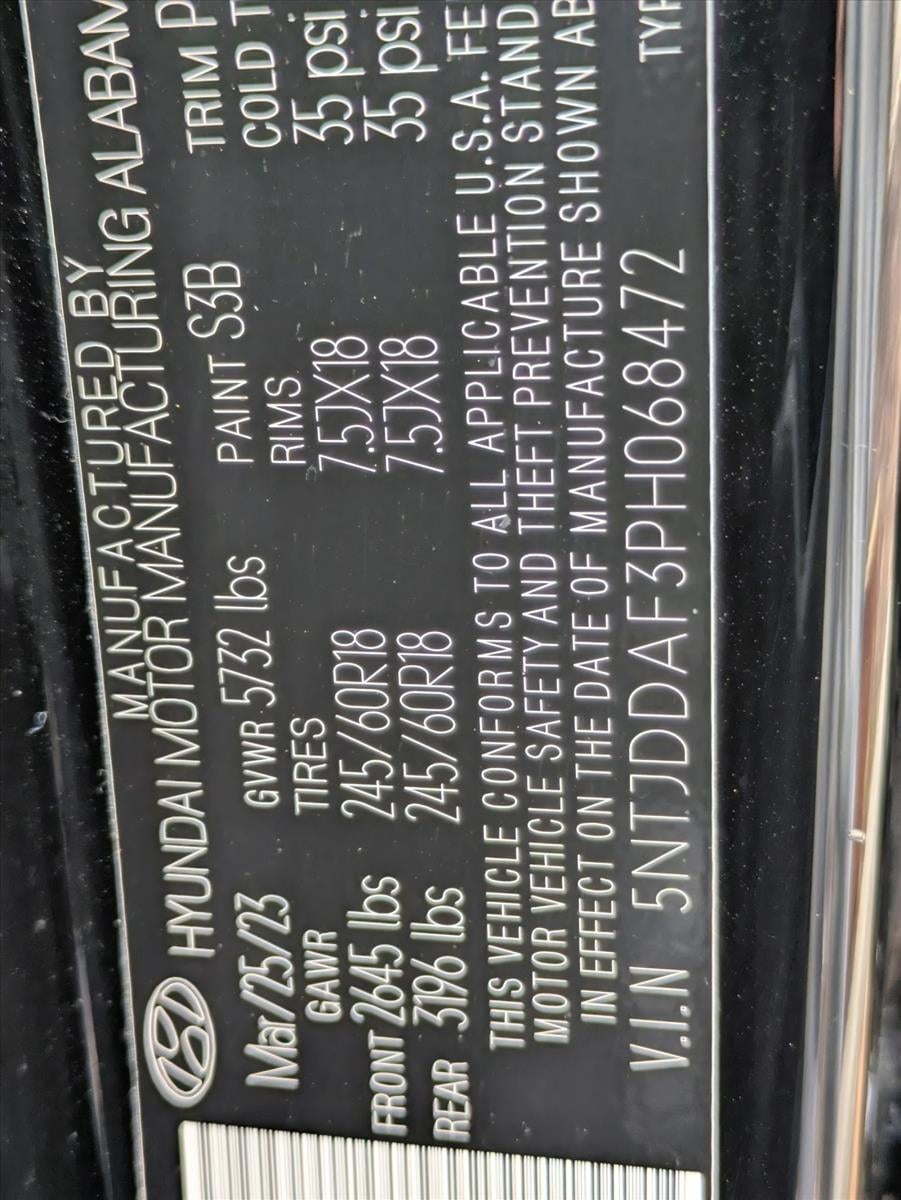 MANUFACTURED BY
HYUNDAI MOTOR MANUFACTURING ALABAM
Mar/25/23 GVWR 5732 lbs PAINT S3B TRIM P
GAWR TIRES RIMS COLD T
FRONT 2645 lbs 245/60R18 7.5JX18 35 psi
REAR 3196 lbs 245/60R18 7.5JX18 35 psi
THIS VEHICLE CONFORMS TO ALL APPLICABLE U.S.A. FE
MOTOR VEHICLE SAFETY AND THEFT PREVENTION STAND
IN EFFECT ON THE DATE OF MANUFACTURE SHOWN AB
V.I.N 5NTJDDAF3PH068472 TYP